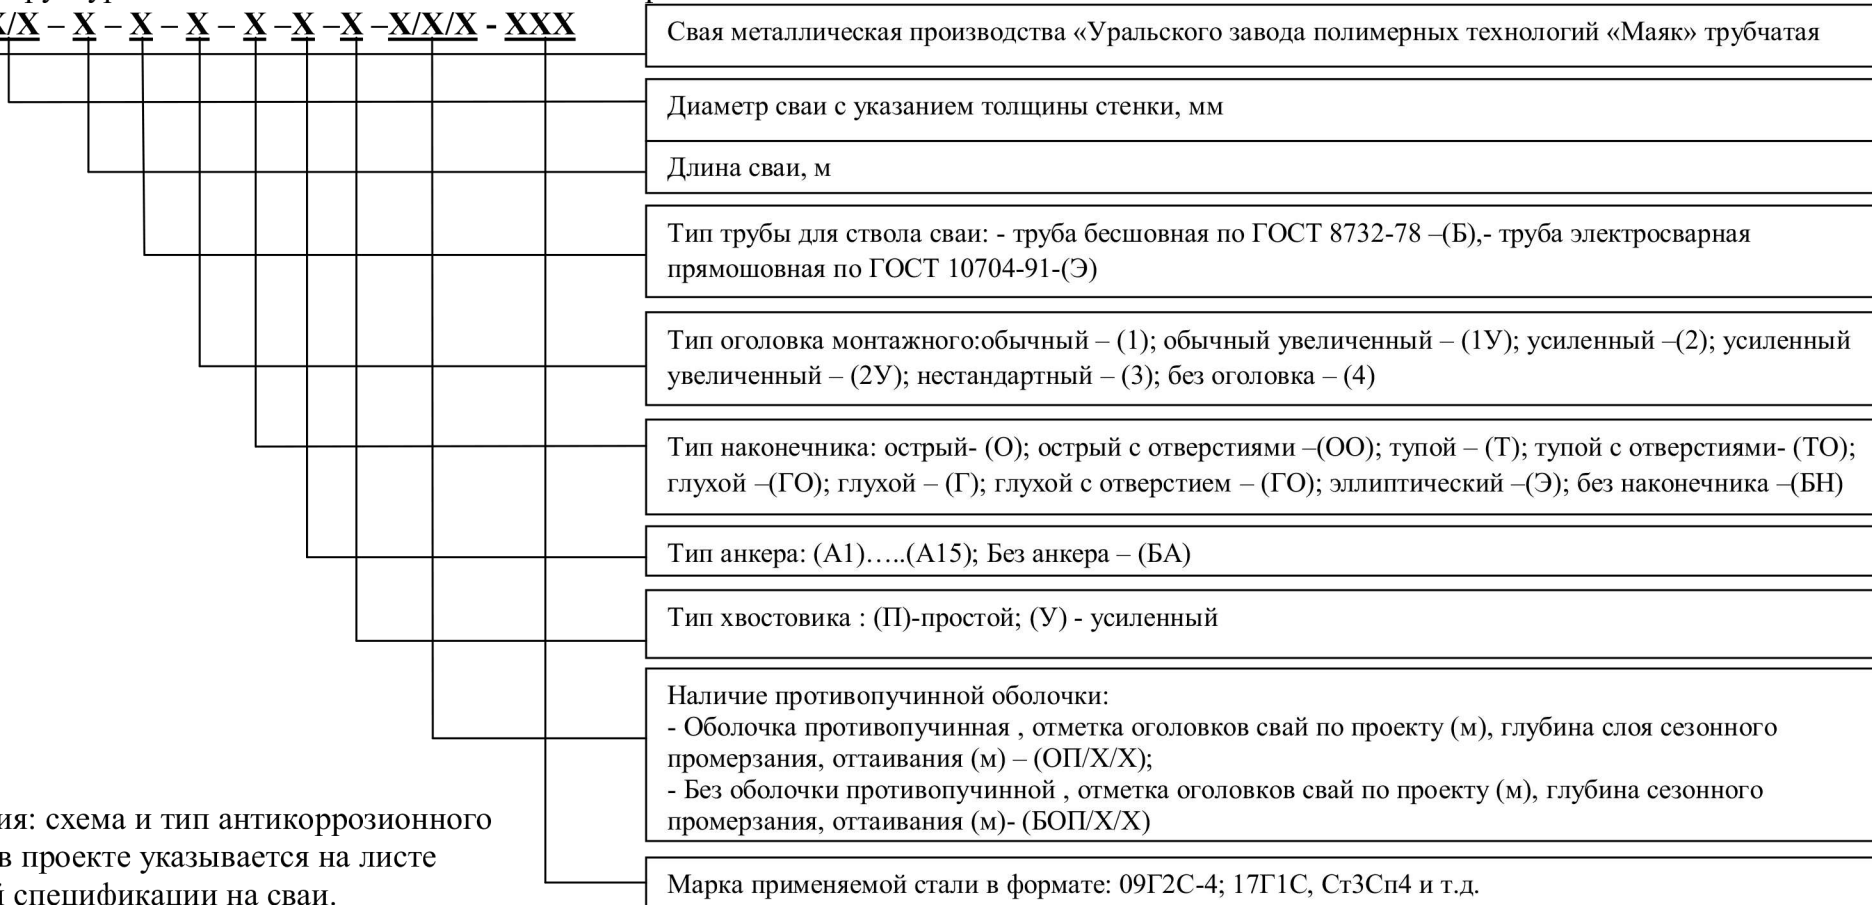 Х/Х – Х – Х – Х – Х –Х –Х –Х/Х/Х - ХХХ
Свая металлическая производства «Уральского завода полимерных технологий «Маяк» трубчатая
Диаметр сваи с указанием толщины стенки, мм
Длина сваи, м
Тип трубы для ствола сваи: - труба бесшовная по ГОСТ 8732-78 –(Б),- труба электросварная
прямошовная по ГОСТ 10704-91-(Э)
Тип оголовка монтажного:обычный – (1); обычный увеличенный – (1У); усиленный –(2); усиленный
увеличенный – (2У); нестандартный – (3); без оголовка – (4)
Тип наконечника: острый- (О); острый с отверстиями –(ОО); тупой – (Т); тупой с отверстиями- (ТО);
глухой –(ГО); глухой – (Г); глухой с отверстием – (ГО); эллиптический –(Э); без наконечника –(БН)
Тип анкера: (А1)…..(А15); Без анкера – (БА)
Тип хвостовика : (П)-простой; (У) - усиленный
Наличие противопучинной оболочки:
- Оболочка противопучинная , отметка оголовков свай по проекту (м), глубина слоя сезонного
промерзания, оттаивания (м) – (ОП/Х/Х);
- Без оболочки противопучинной , отметка оголовков свай по проекту (м), глубина сезонного
промерзания, оттаивания (м)- (БОП/Х/Х)
Марка применяемой стали в формате: 09Г2С-4; 17Г1С, Ст3Сп4 и т.д.
ия: схема и тип антикоррозионного
в проекте указывается на листе
й спецификации на сваи.